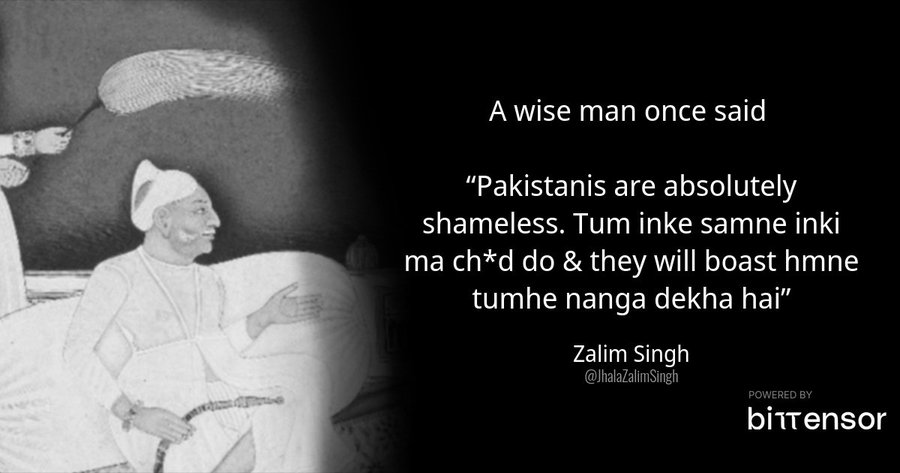 A wise man once said
“Pakistanis are absolutely
shameless. Tum inke samne inki
ma ch*d do & they will boast hmne
tumhe nanga dekha hai”
Zalim Singh
@JhalaZalimSingh
POWERED BY
bittensor